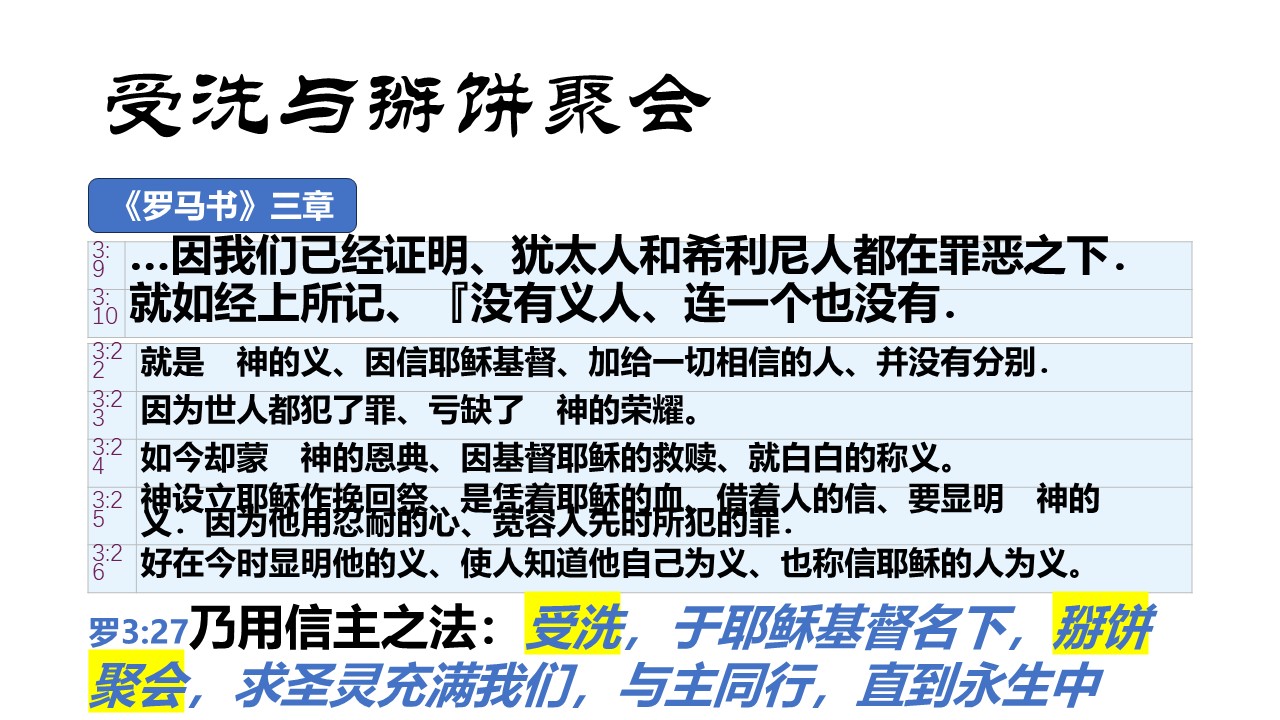 受洗与掰饼聚会
《罗马书》三章
3:9 …因我们已经证明、犹太人和希利尼人都在罪恶之下．
3:10 就如经上所记、『没有义人、连一个也没有．
3:22 就是　神的义、因信耶稣基督、加给一切相信的人、并没有分别．
3:23 因为世人都犯了罪、亏缺了　神的荣耀。
3:24 如今却蒙　神的恩典、因基督耶稣的救赎、就白白的称义。
3:25 神设立耶稣作挽回祭、是凭着耶稣的血、借着人的信、要显明　神的
义．因为他用忍耐的心、宽容人先时所犯的罪．
3:26 好在今时显明他的义、使人知道他自己为义、也称信耶稣的人为义。
罗3:27乃用信主之法：受洗，于耶稣基督名下，掰饼
聚会，求圣灵充满我们，与主同行，直到永生中